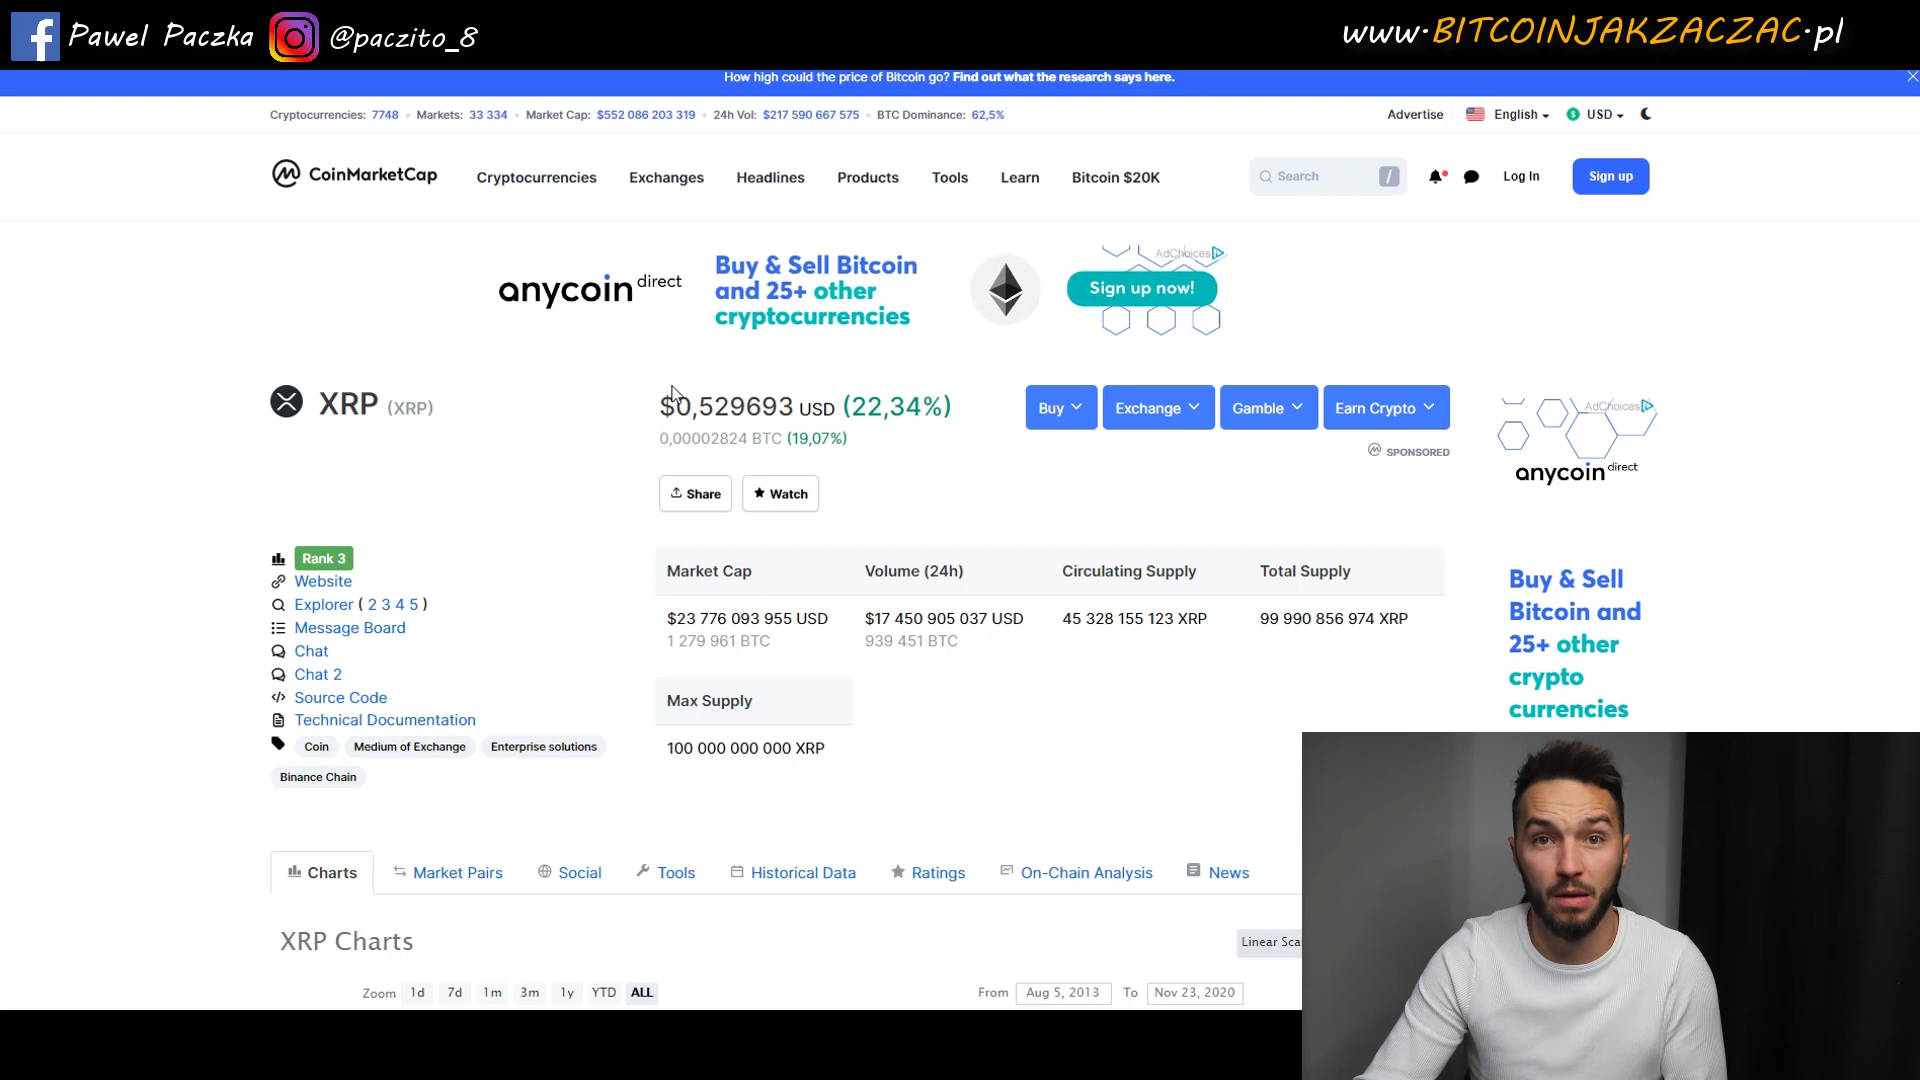 Pawel Paczka @paczito_8
www.BITCOINJAKZACZAC.pl
How high could the price of Bitcoin go? Find out what the research says here.
Cryptocurrencies: 7748 • Markets: 33 334 • Market Cap: $552 086 203 319 • 24h Vol: $217 590 667 575 • BTC Dominance: 62,5%
Advertise English USD
CoinMarketCap Cryptocurrencies Exchanges Headlines Products Tools Learn Bitcoin $20K Search / Log In Sign up
anycoin direct
Buy & Sell Bitcoin
and 25+ other
cryptocurrencies
AdChoices
Sign up now!
XRP (XRP)
$0,529693 USD (22,34%)
0,00002824 BTC (19,07%)
Share Watch
Buy Exchange Gamble Earn Crypto
SPONSORED
AdChoices
anycoin direct
Buy & Sell
Bitcoin and
25+ other
crypto
currencies
Rank 3
Website
Explorer ( 2 3 4 5 )
Message Board
Chat
Chat 2
Source Code
Technical Documentation
Coin Medium of Exchange Enterprise solutions
Binance Chain
Market Cap Volume (24h) Circulating Supply Total Supply
$23 776 093 955 USD $17 450 905 037 USD 45 328 155 123 XRP 99 990 856 974 XRP
1 279 961 BTC 939 451 BTC
Max Supply
100 000 000 000 XRP
Charts Market Pairs Social Tools Historical Data Ratings On-Chain Analysis News
XRP Charts
Linear Sca
Zoom 1d 7d 1m 3m 1y YTD ALL From Aug 5, 2013 To Nov 23, 2020